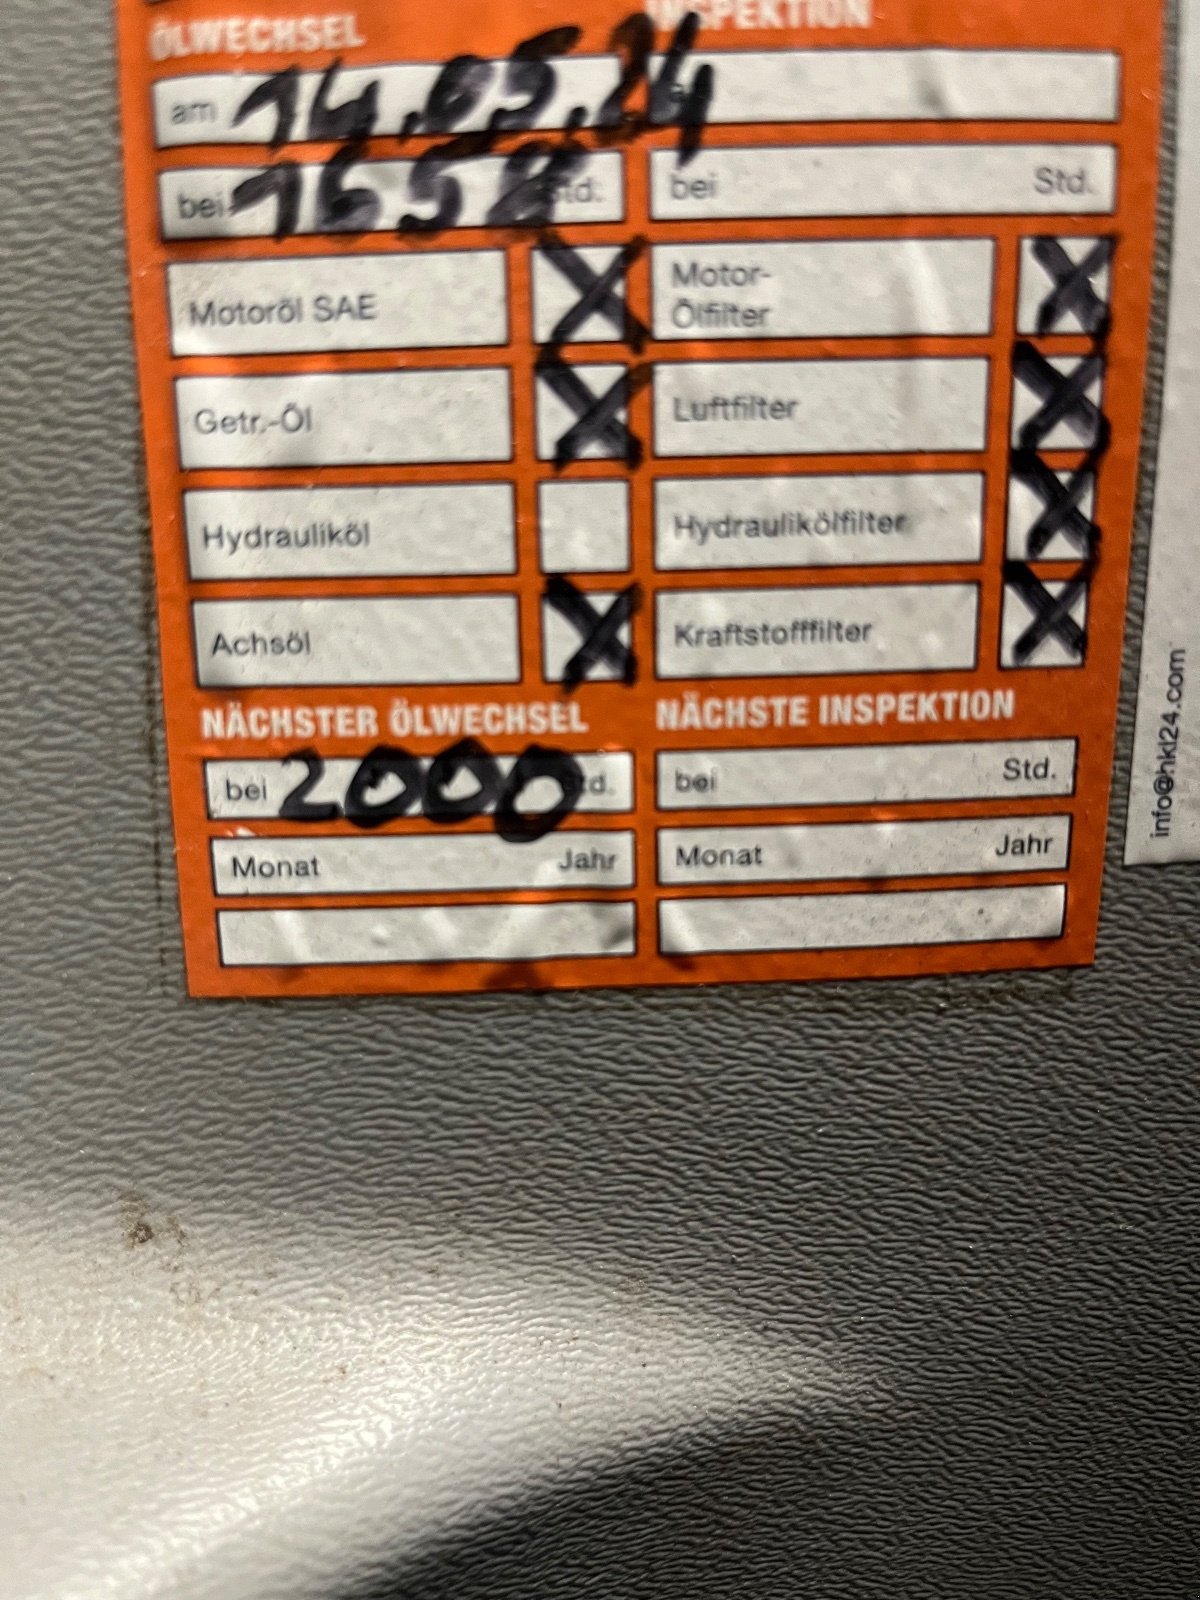 ÖLWECHSEL INSPEKTION
am 14.05.24
bei 1658 Std. bei Std.
Motoröl SAE X Motor-
Ölfilter X
Getr.-Öl X Luftfilter X
Hydrauliköl Hydraulikölfilter X
Achsöl X Kraftstofffilter X
NÄCHSTER ÖLWECHSEL NÄCHSTE INSPEKTION
bei 2000 Std. bei Std.
Monat Jahr Monat Jahr
info@hkl24.com